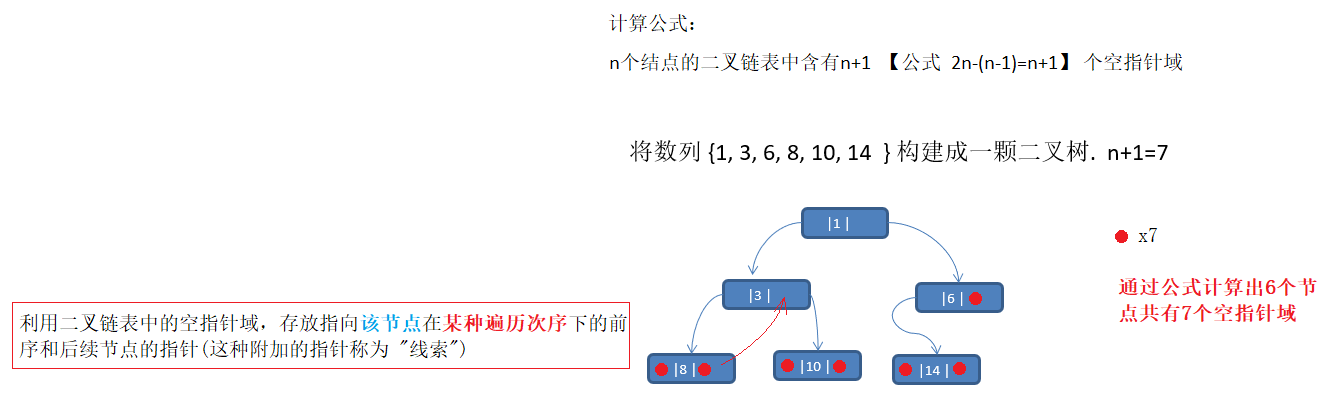 计算公式：
n个结点的二叉链表中含有n+1 【公式 2n-(n-1)=n+1】 个空指针域
将数列 {1, 3, 6, 8, 10, 14 } 构建成一颗二叉树. n+1=7
|1 |
x7
|3 |
|6 |
通过公式计算出6个节
点共有7个空指针域
利用二叉链表中的空指针域，存放指向该节点在某种遍历次序下的前
序和后续节点的指针(这种附加的指针称为 "线索")
|8 |
|10 |
|14 |